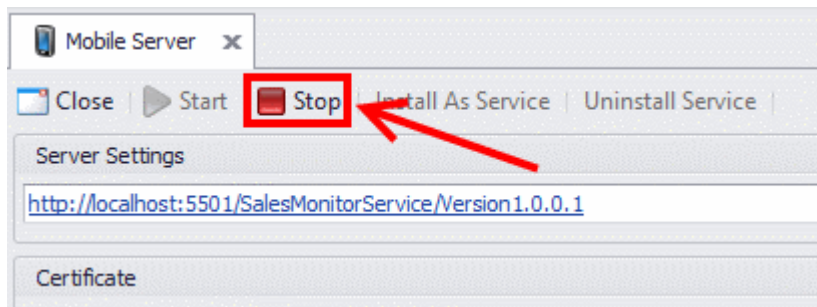 Mobile Server
Close Start Stop Install As Service Uninstall Service
Server Settings
http://localhost:5501/SalesMonitorService/Version1.0.0.1
Certificate